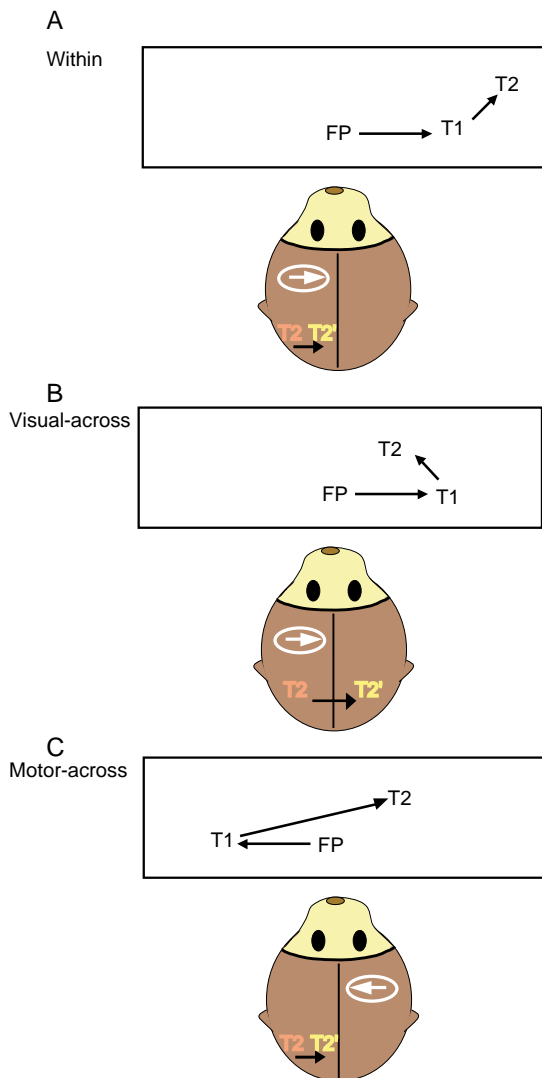 A
Within
T2
FP T1
T2 T2'
B
Visual-across
T2
FP T1
T2 T2'
C
Motor-across
T2
T1 FP
T2 T2'